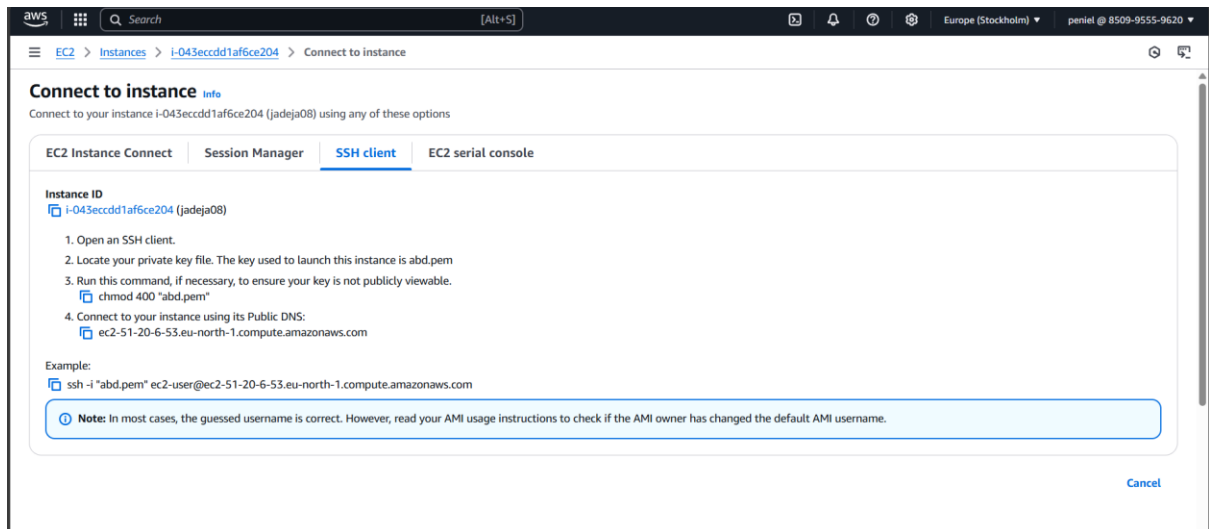 aws
Search [Alt+S] Europe (Stockholm) peniel @ 8509-9555-9620
EC2 > Instances > i-043eccdd1af6ce204 > Connect to instance
Connect to instance Info
Connect to your instance i-043eccdd1af6ce204 (jadeja08) using any of these options
EC2 Instance Connect Session Manager SSH client EC2 serial console
Instance ID
i-043eccdd1af6ce204 (jadeja08)
1. Open an SSH client.
2. Locate your private key file. The key used to launch this instance is abd.pem
3. Run this command, if necessary, to ensure your key is not publicly viewable.
chmod 400 "abd.pem"
4. Connect to your instance using its Public DNS:
ec2-51-20-6-53.eu-north-1.compute.amazonaws.com
Example:
ssh -i "abd.pem" ec2-user@ec2-51-20-6-53.eu-north-1.compute.amazonaws.com
Note: In most cases, the guessed username is correct. However, read your AMI usage instructions to check if the AMI owner has changed the default AMI username.
Cancel